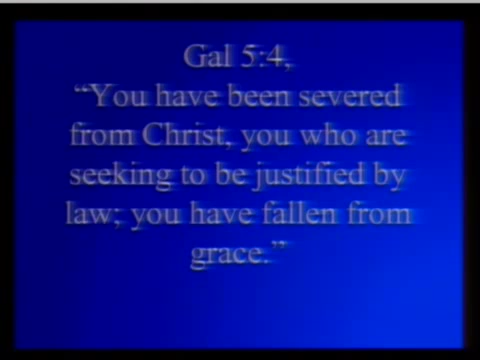 Gal 5:4,
“You have been severed
from Christ, you who are
seeking to be justified by
law; you have fallen from
grace.”